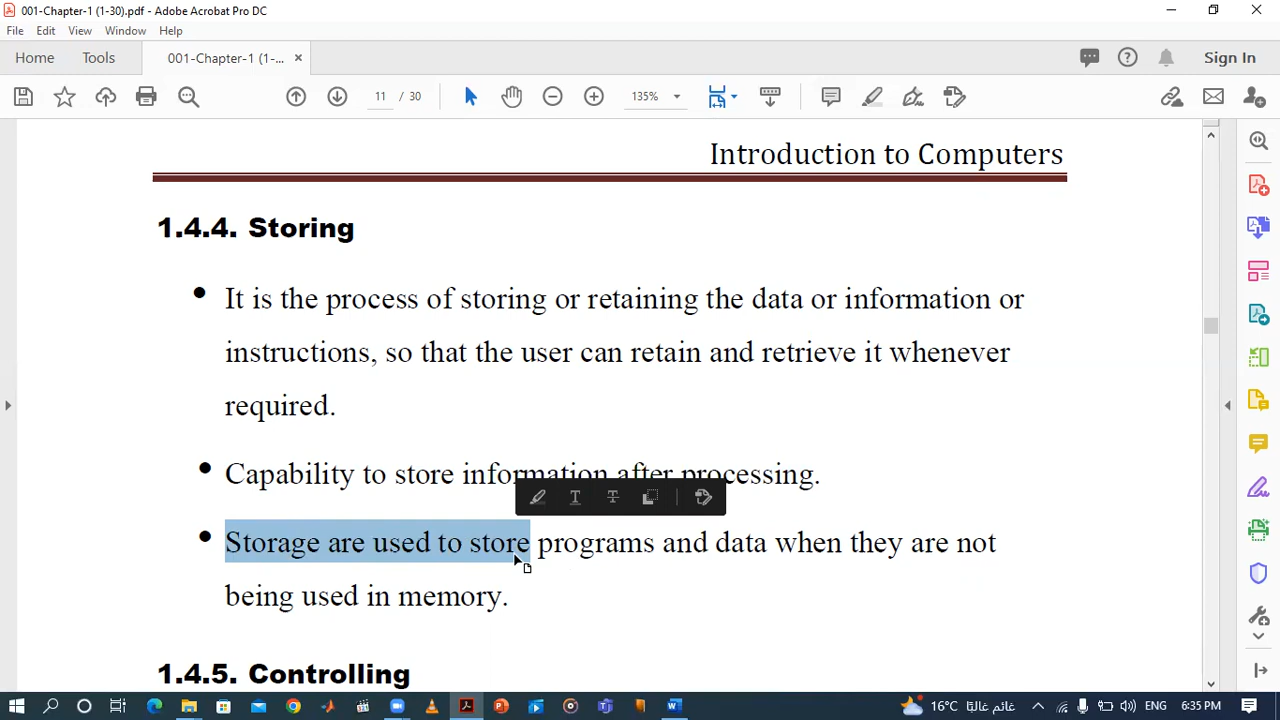 001-Chapter-1 (1-30).pdf - Adobe Acrobat Pro DC
File Edit View Window Help
Home Tools 001-Chapter-1 (1-... Sign In
11 / 30 135%
Introduction to Computers
1.4.4. Storing
• It is the process of storing or retaining the data or information or
instructions, so that the user can retain and retrieve it whenever
required.
• Capability to store information after processing.
• Storage are used to store programs and data when they are not
being used in memory.
1.4.5. Controlling
16°C غائم غالبًا ENG 6:35 PM